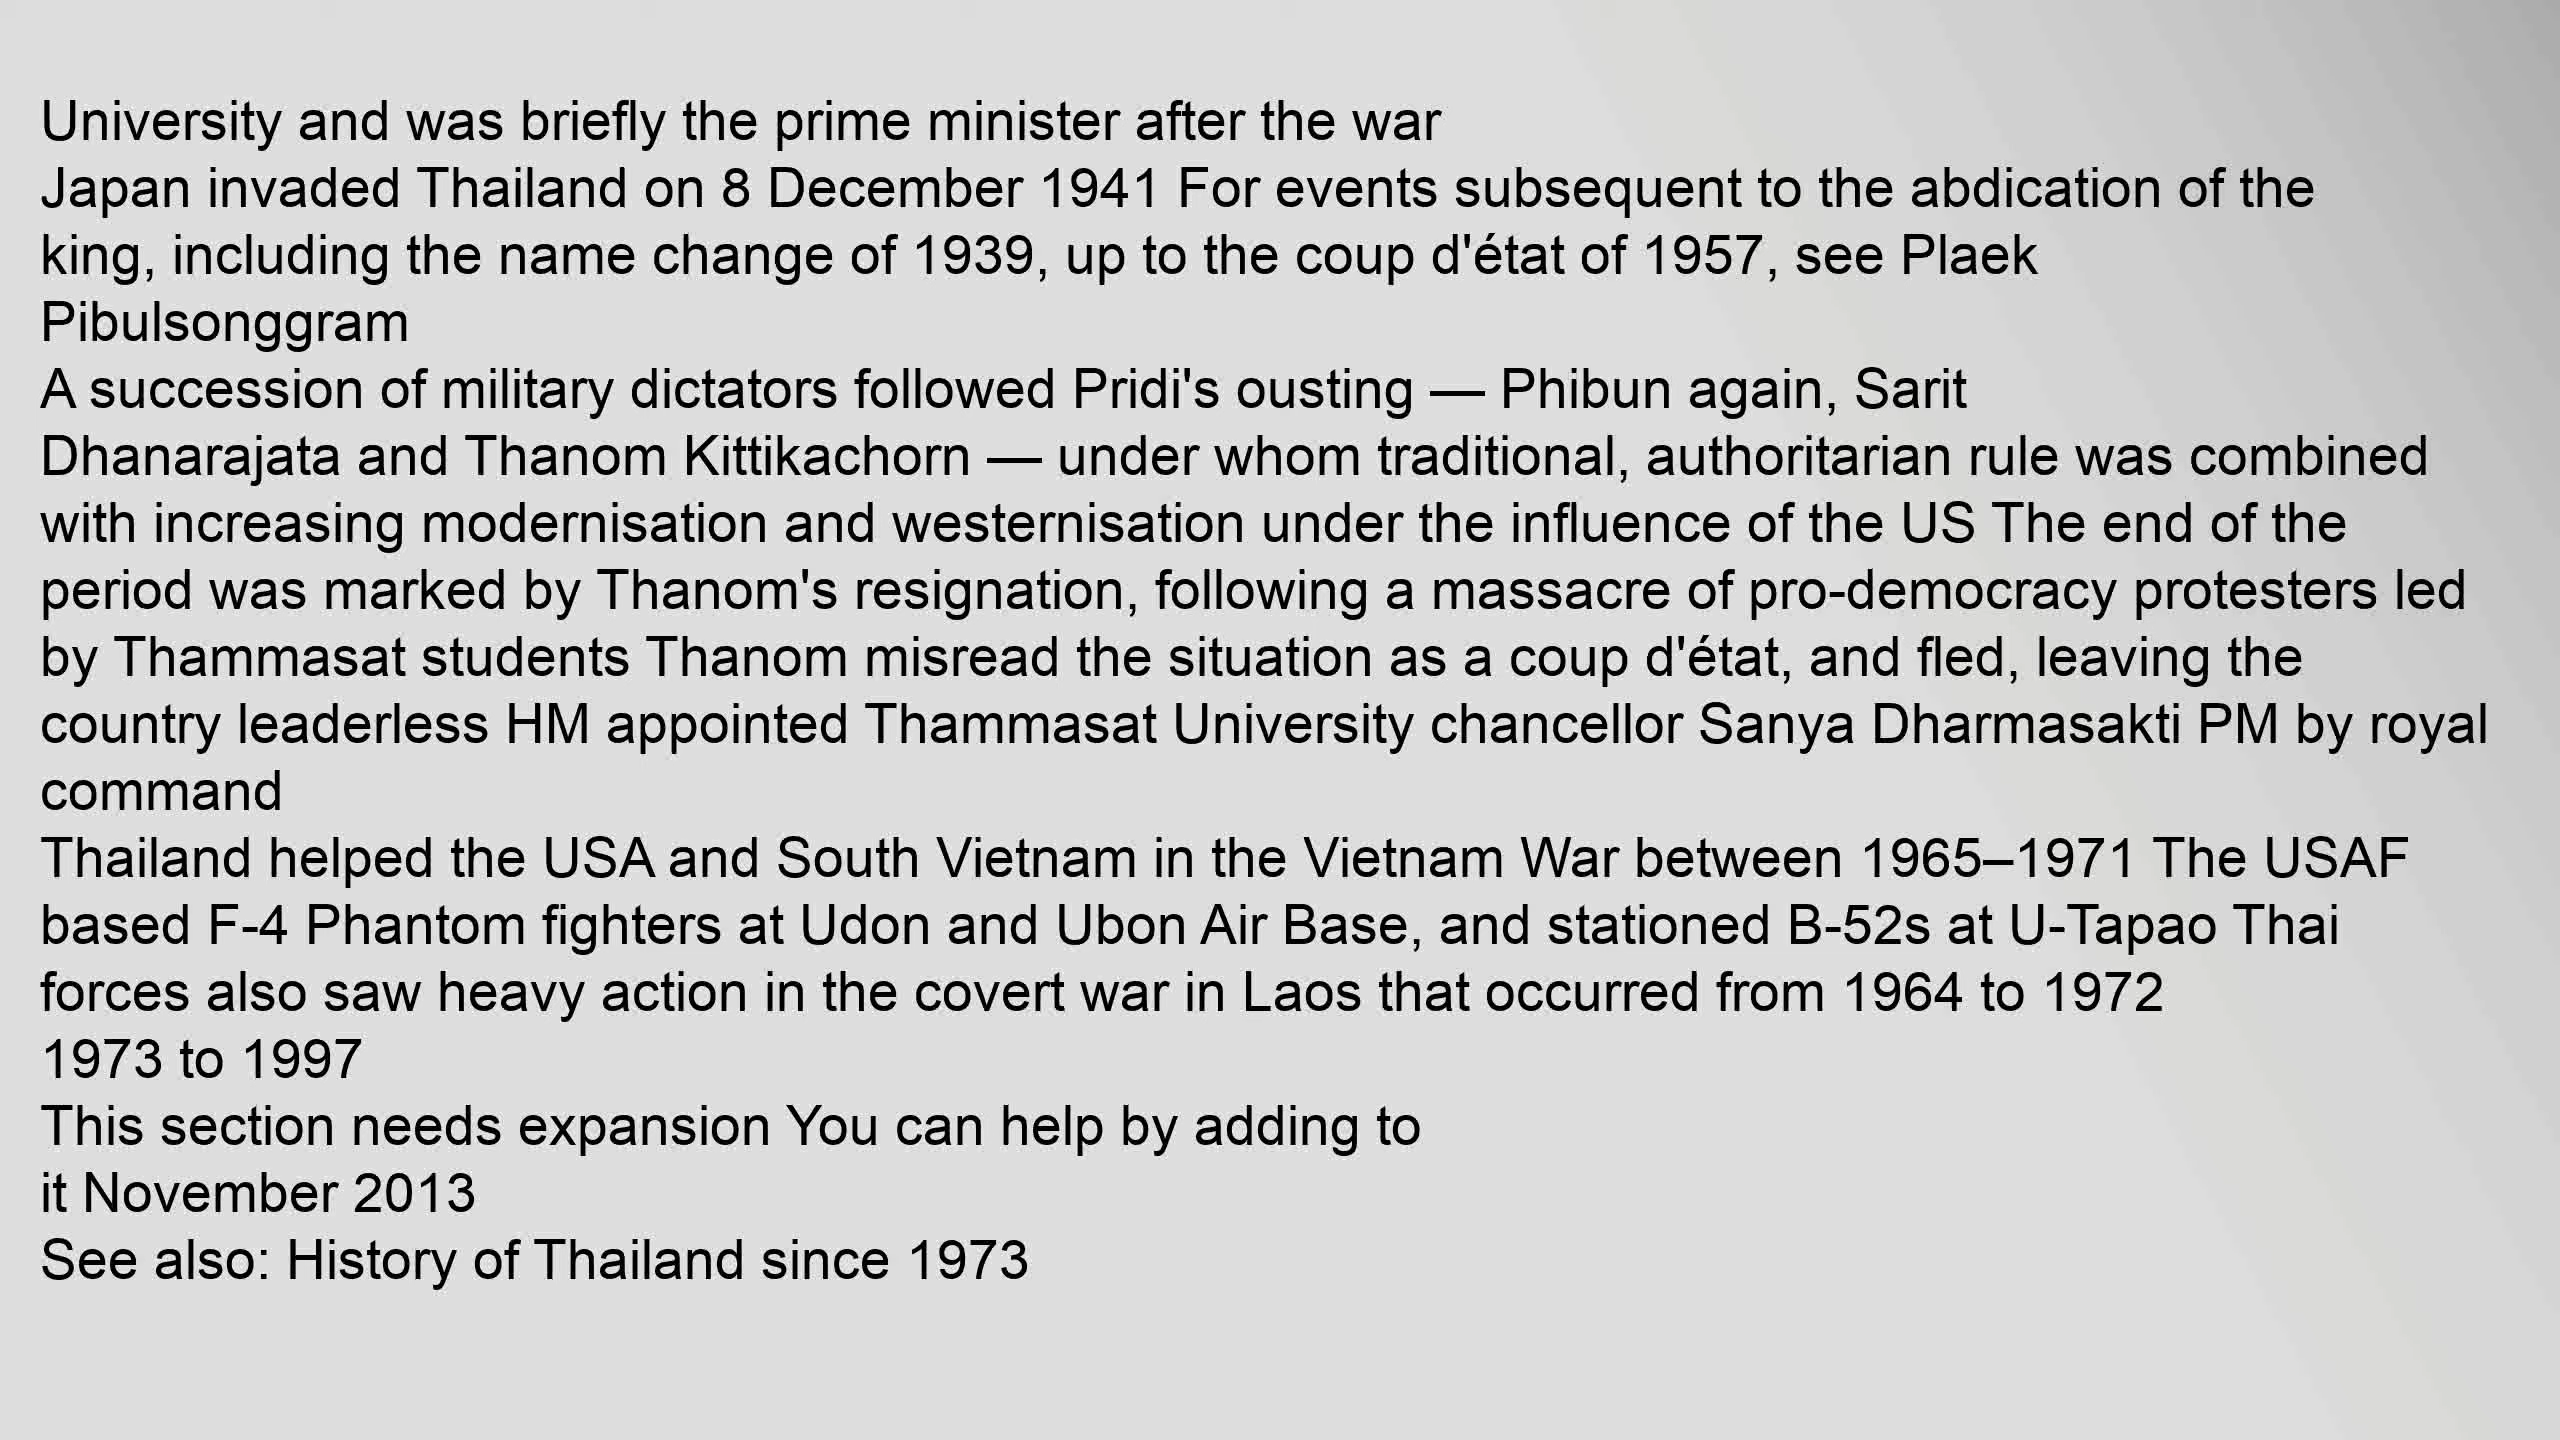 University and was briefly the prime minister after the war
Japan invaded Thailand on 8 December 1941 For events subsequent to the abdication of the
king, including the name change of 1939, up to the coup d'état of 1957, see Plaek
Pibulsonggram
A succession of military dictators followed Pridi's ousting — Phibun again, Sarit
Dhanarajata and Thanom Kittikachorn — under whom traditional, authoritarian rule was combined
with increasing modernisation and westernisation under the influence of the US The end of the
period was marked by Thanom's resignation, following a massacre of pro-democracy protesters led
by Thammasat students Thanom misread the situation as a coup d'état, and fled, leaving the
country leaderless HM appointed Thammasat University chancellor Sanya Dharmasakti PM by royal
command
Thailand helped the USA and South Vietnam in the Vietnam War between 1965–1971 The USAF
based F-4 Phantom fighters at Udon and Ubon Air Base, and stationed B-52s at U-Tapao Thai
forces also saw heavy action in the covert war in Laos that occurred from 1964 to 1972
1973 to 1997
This section needs expansion You can help by adding to
it November 2013
See also: History of Thailand since 1973